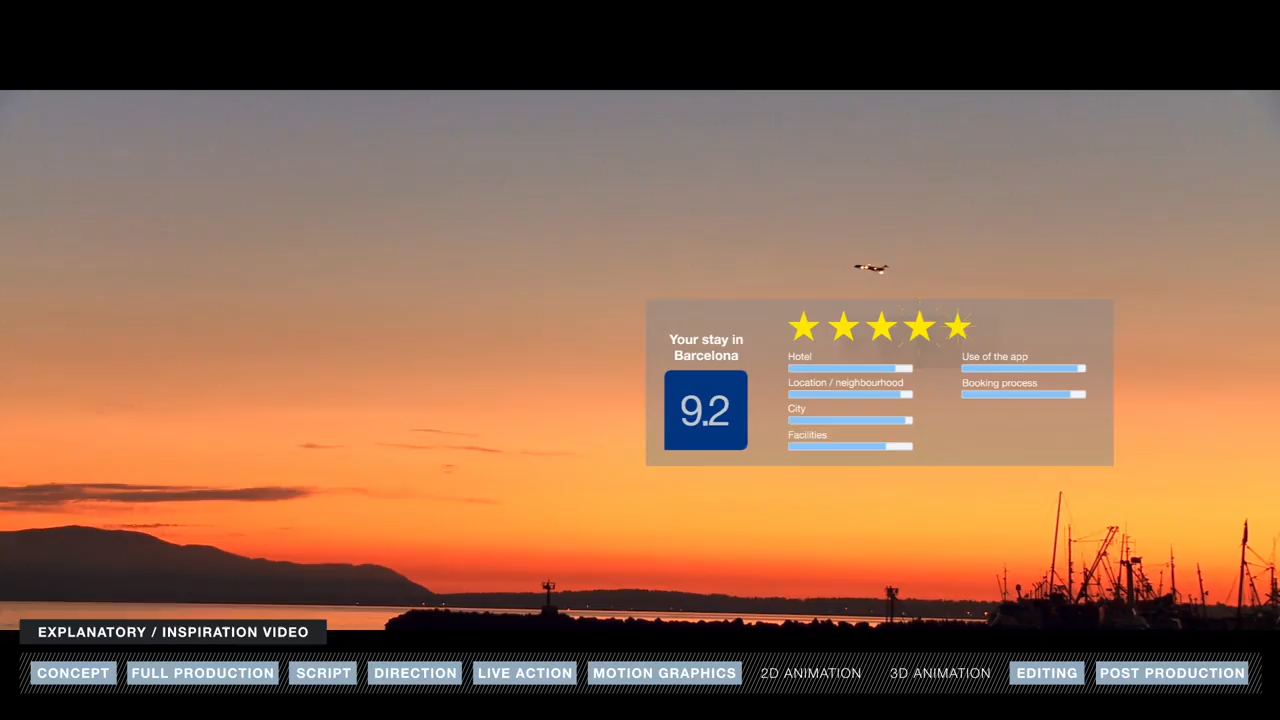 Your stay in
Barcelona
9.2
Hotel
Location / neighbourhood
City
Facilities
Use of the app
Booking process
EXPLANATORY / INSPIRATION VIDEO
CONCEPT FULL PRODUCTION SCRIPT DIRECTION LIVE ACTION MOTION GRAPHICS 2D ANIMATION 3D ANIMATION EDITING POST PRODUCTION